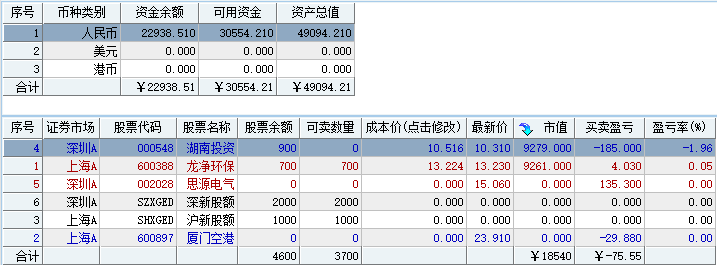 序号 币种类别 资金余额 可用资金 资产总值
1 人民币 22938.510 30554.210 49094.210
2 美元 0.000 0.000 0.000
3 港币 0.000 0.000 0.000
合计 ￥22938.51 ￥30554.21 ￥49094.21
序号 证券市场 股票代码 股票名称 股票余额 可卖数量 成本价(点击修改) 最新价 市值 买卖盈亏 盈亏率(%)
4 深圳A 000548 湖南投资 900 0 10.516 10.310 9279.000 -185.000 -1.96
1 上海A 600388 龙净环保 700 700 13.224 13.230 9261.000 4.030 0.05
5 深圳A 002028 思源电气 0 0 0.000 15.060 0.000 135.300 0.000
6 深圳A SZXGED 深新股额 2000 2000 0.000 0.000 0.000 0.000 0.000
3 上海A SHXGED 沪新股额 1000 1000 0.000 0.000 0.000 0.000 0.000
2 上海A 600897 厦门空港 0 0 0.000 23.910 0.000 -29.880 0.000
合计 4600 3700 ￥18540 ￥-75.55